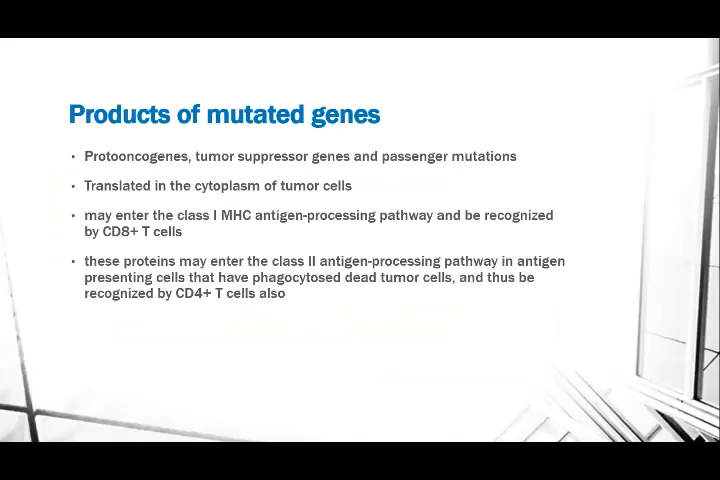 Products of mutated genes
• Protooncogenes, tumor suppressor genes and passenger mutations
• Translated in the cytoplasm of tumor cells
• may enter the class I MHC antigen-processing pathway and be recognized
by CD8+ T cells
• these proteins may enter the class II antigen-processing pathway in antigen
presenting cells that have phagocytosed dead tumor cells, and thus be
recognized by CD4+ T cells also